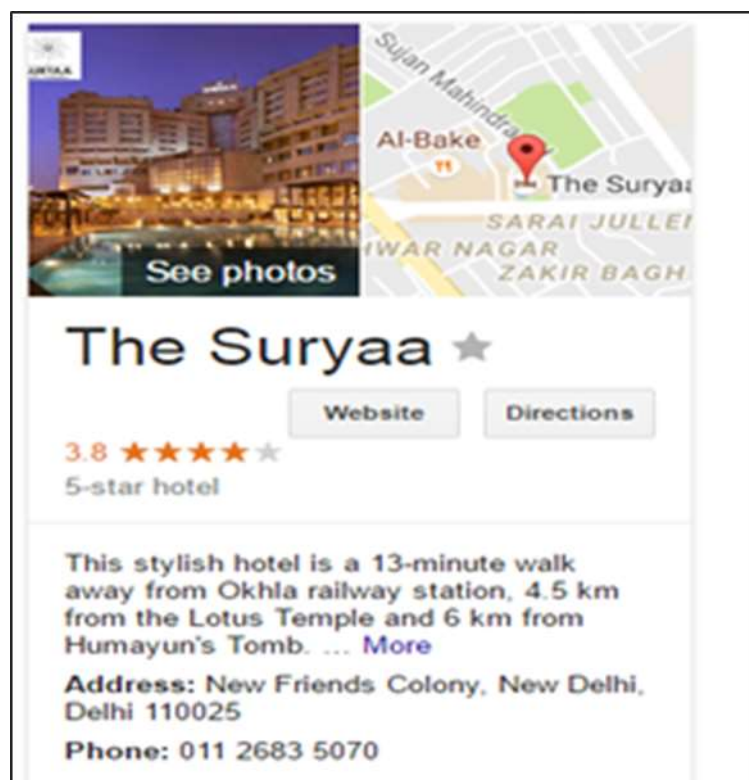 See photos
Sujan Mahindra
Al-Bake
The Suryaa
SARAI JULLE
WAR NAGAR
ZAKIR BAGH
The Suryaa
Website
Directions
3.8
5-star hotel
This stylish hotel is a 13-minute walk
away from Okhla railway station, 4.5 km
from the Lotus Temple and 6 km from
Humayun's Tomb. ... More
Address: New Friends Colony, New Delhi,
Delhi 110025
Phone: 011 2683 5070